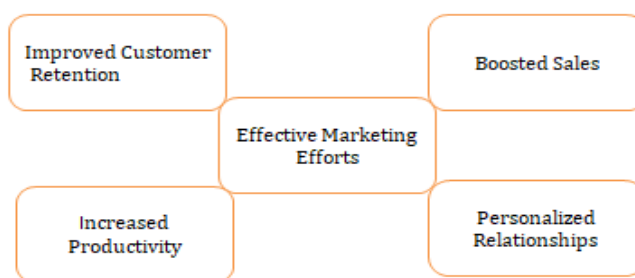 Improved Customer
Retention
Boosted Sales
Effective Marketing
Efforts
Increased
Productivity
Personalized
Relationships